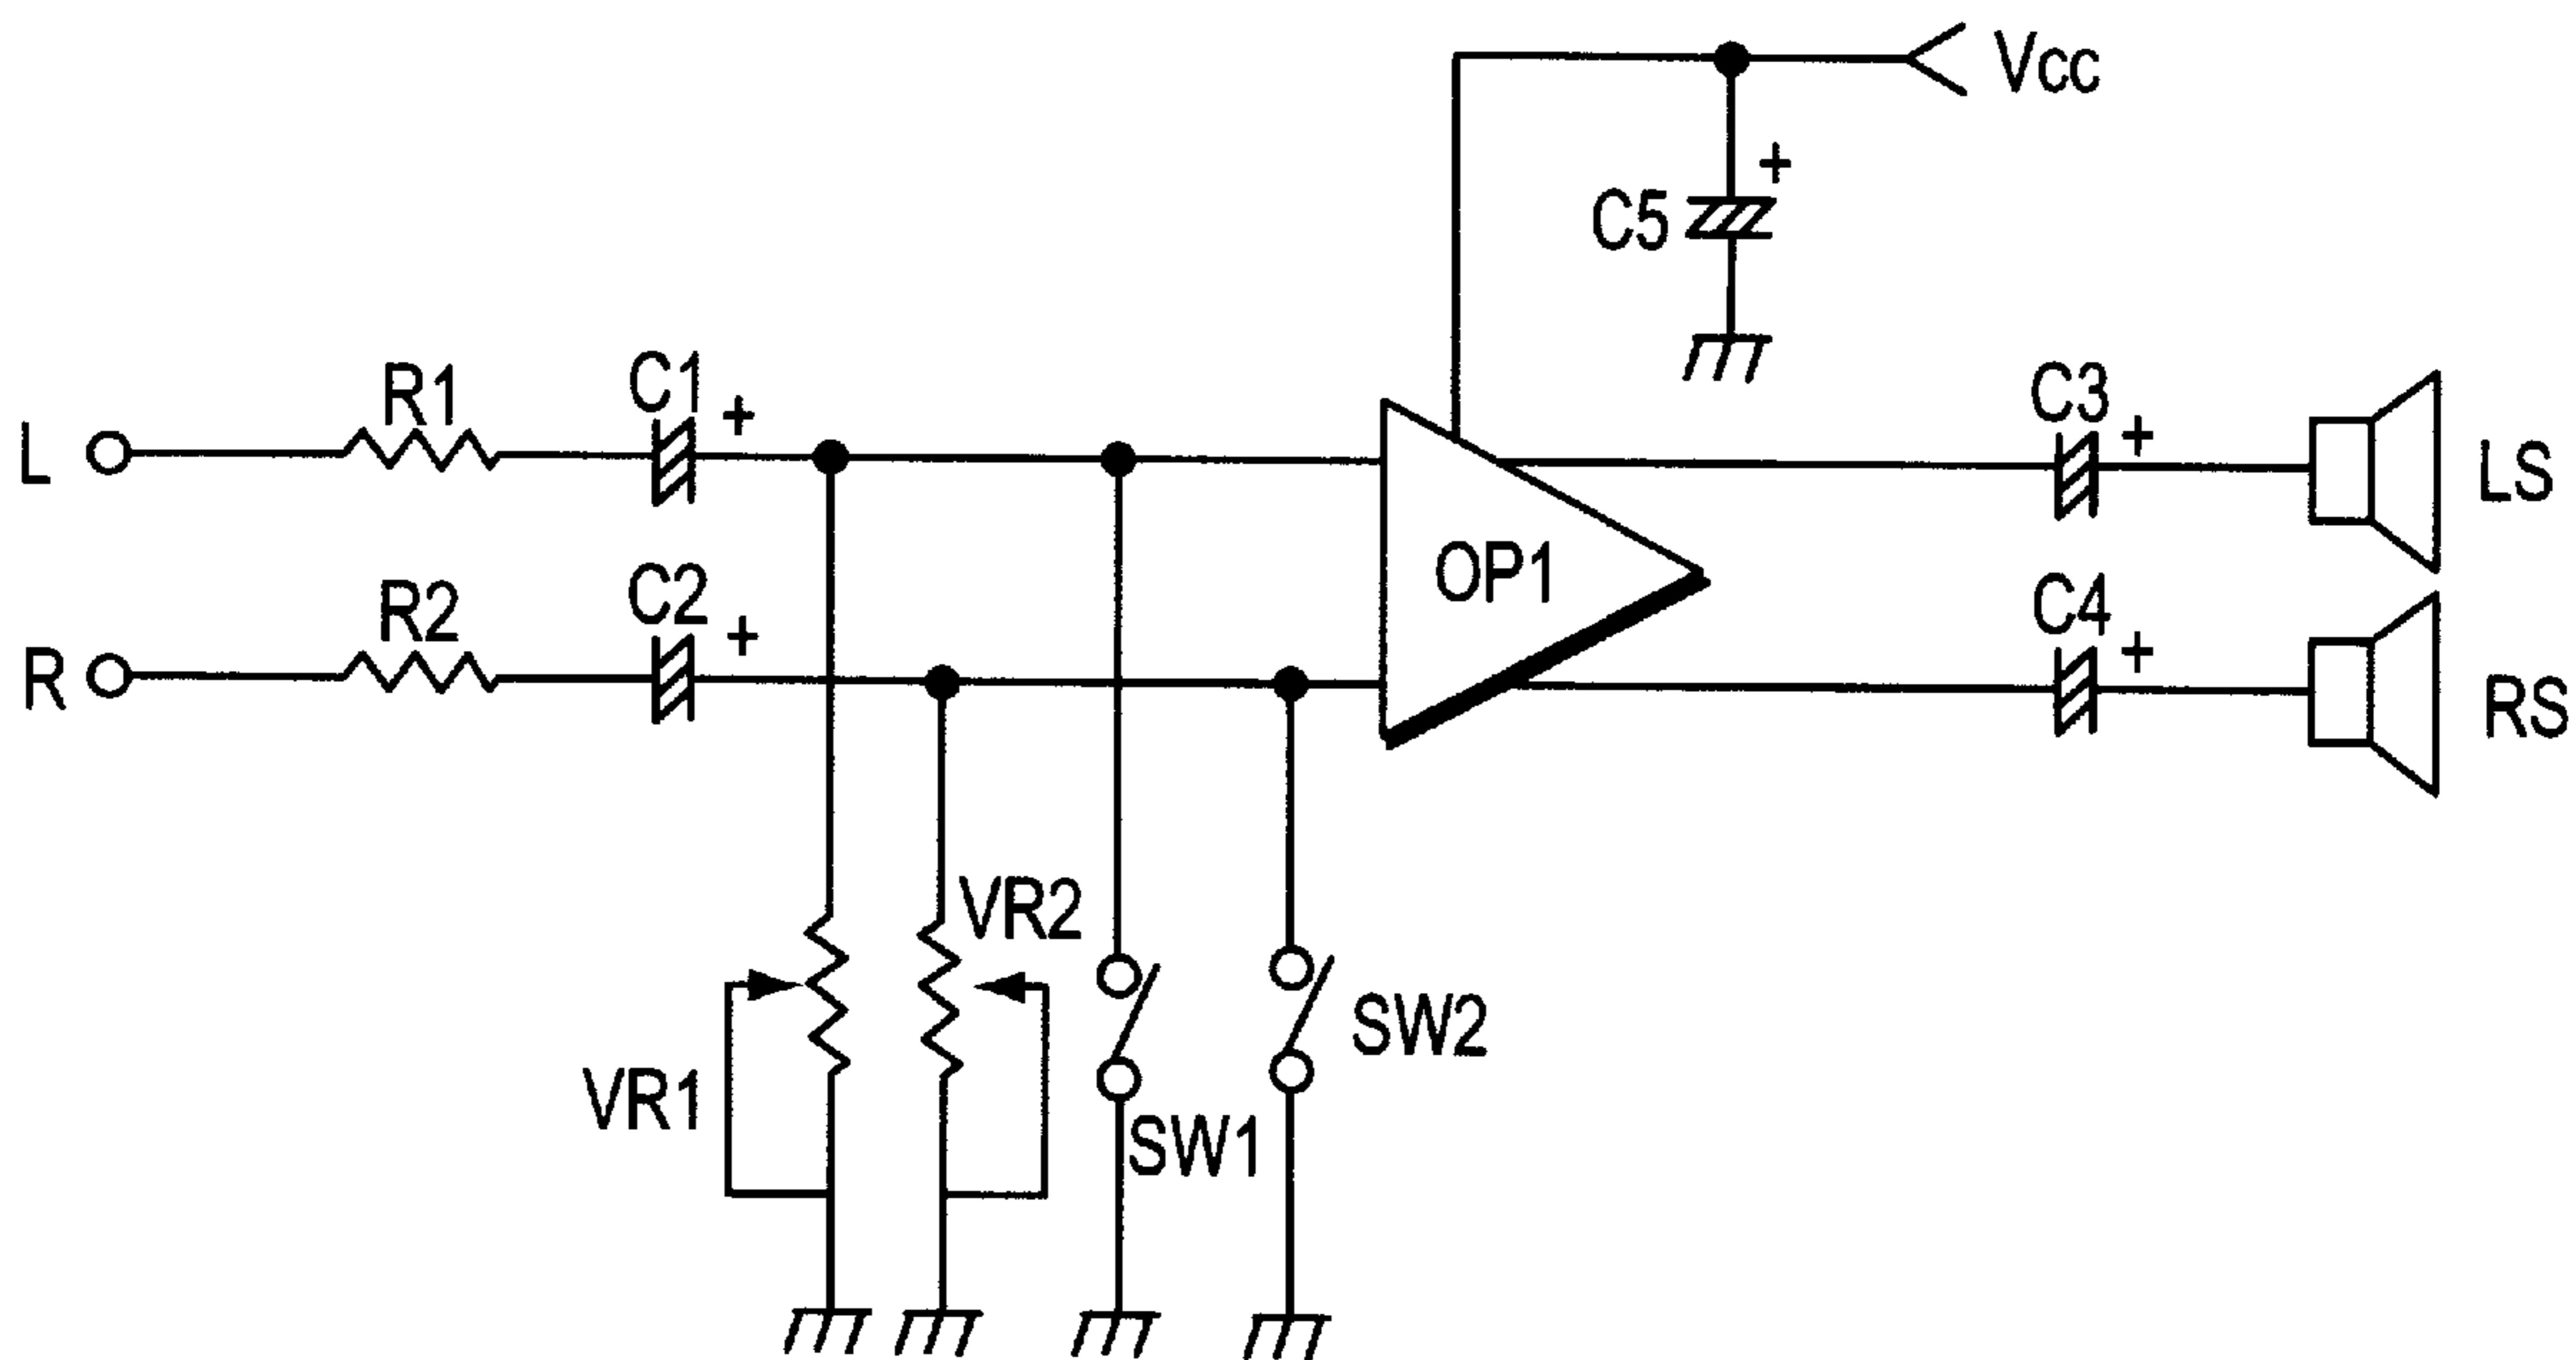 Vcc
+
C5
R1
C1
+
C3
+
L
LS
OP1
R2
C2
+
C4
+
R
RS
VR2
VR1
SW2
SW1